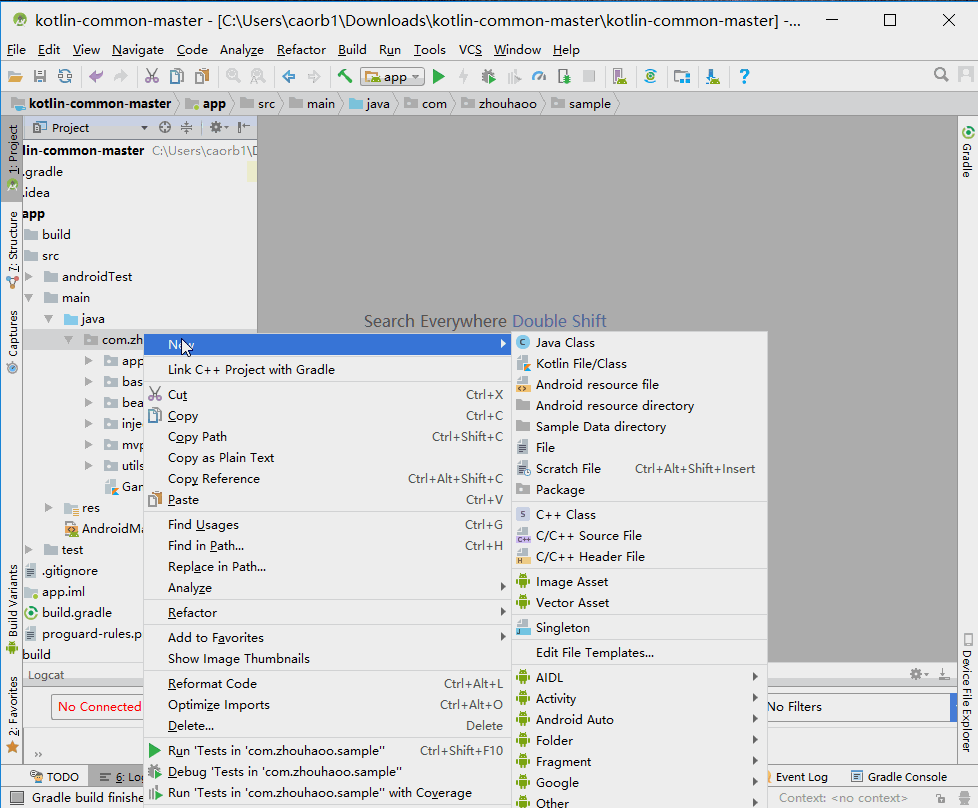 kotlin-common-master - [C:\Users\caorb1\Downloads\kotlin-common-master\kotlin-common-master] -...
File Edit View Navigate Code Analyze Refactor Build Run Tools VCS Window Help
app
kotlin-common-master app src main java com zhouhaoo sample
1: Project
7: Structure
Captures
Build Variants
2: Favorites
Project
lin-common-master C:\Users\caorb1\
.gradle
.idea
app
build
src
androidTest
main
java
com.zh
app
bas
bea
inje
mvp
utils
res
test
.gitignore
app.iml
build.gradle
proguard-rules.p
build
Search Everywhere Double Shift
New
Link C++ Project with Gradle
Cut Ctrl+X
Copy Ctrl+C
Copy Path Ctrl+Shift+C
Copy as Plain Text
Copy Reference Ctrl+Alt+Shift+C
Paste Ctrl+V
Find Usages Ctrl+G
Find in Path... Ctrl+H
Replace in Path...
Analyze
Refactor
Add to Favorites
Show Image Thumbnails
Reformat Code Ctrl+Alt+L
Optimize Imports Ctrl+Alt+O
Delete... Delete
Run 'Tests in 'com.zhouhaoo.sample'' Ctrl+Shift+F10
Debug 'Tests in 'com.zhouhaoo.sample''
Run 'Tests in 'com.zhouhaoo.sample'' with Coverage
Java Class
Kotlin File/Class
Android resource file
Android resource directory
Sample Data directory
File
Scratch File Ctrl+Alt+Shift+Insert
Package
C++ Class
C/C++ Source File
C/C++ Header File
Image Asset
Vector Asset
Singleton
Edit File Templates...
AIDL
Activity
Android Auto
Folder
Fragment
Google
Other
Gradle
Device File Explorer
Logcat
No Connected
No Filters
TODO 6: Lo
Event Log Gradle Console
Gradle build finishe
Context: <no context>